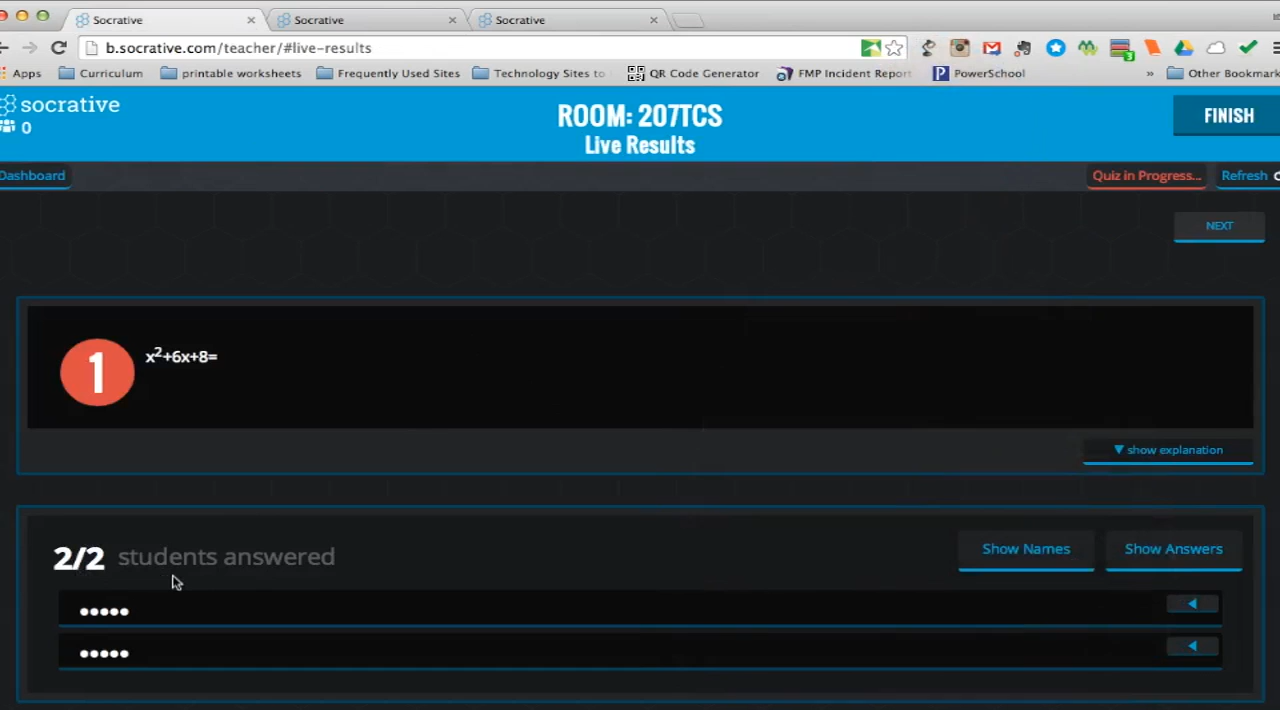 Socrative
Socrative
Socrative
b.socrative.com/teacher/#live-results
Apps Curriculum printable worksheets Frequently Used Sites Technology Sites to QR Code Generator FMP Incident Report PowerSchool » Other Bookmark
socrative
0
ROOM: 207TCS
Live Results
FINISH
Dashboard
Quiz in Progress...
Refresh
NEXT
1
x²+6x+8=
▼ show explanation
2/2 students answered
Show Names
Show Answers
•••••
•••••